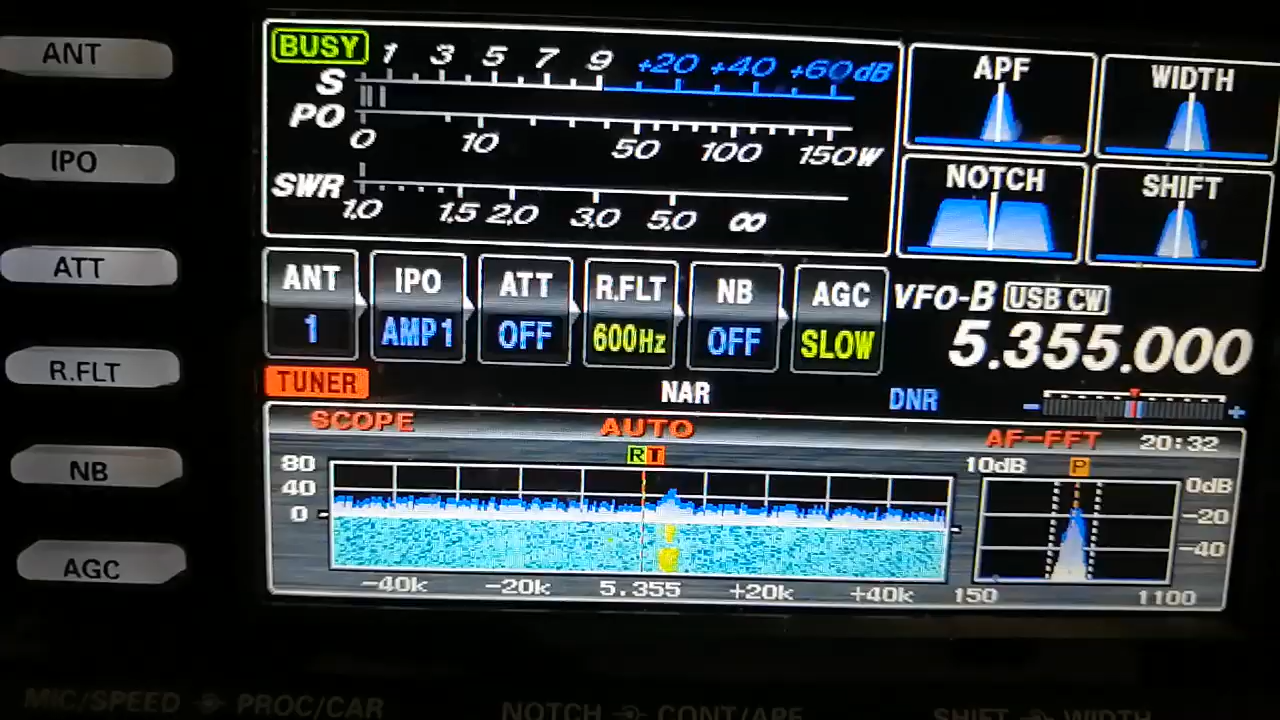 ANT
IPO
ATT
R.FLT
NB
AGC
BUSY 1 3 5 7 9 +20 +40 +60dB
S
PO
0 10 50 100 150W
SWR
1.0 1.5 2.0 3.0 5.0 ∞
APF WIDTH
NOTCH SHIFT
ANT IPO ATT R.FLT NB AGC
1 AMP1 OFF 600Hz OFF SLOW
VFO-B USB CW
5.355.000
TUNER NAR DNR - +
SCOPE AUTO AF-FFT 20:32
R T
80
40
0
-40k -20k 5.355 +20k +40k
10dB P 0dB
-20
-40
150 1100
MIC/SPEED PROC/CAR NOTCH CONT/APF SHIFT WIDTH